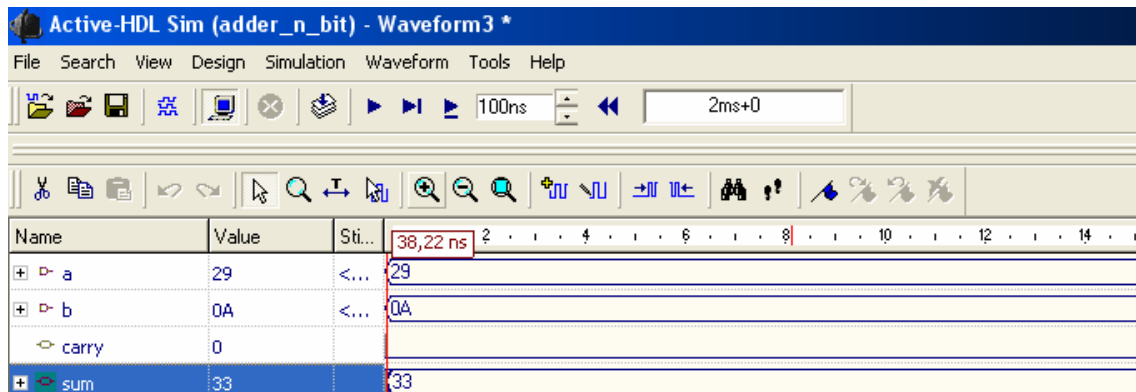 Active-HDL Sim (adder_n_bit) - Waveform3 *
File Search View Design Simulation Waveform Tools Help
100ns 2ms+0
Name Value Sti... 38,22 ns 2 4 6 8 10 12 14
a 29 <... 29
b 0A <... 0A
carry 0
sum 33 33